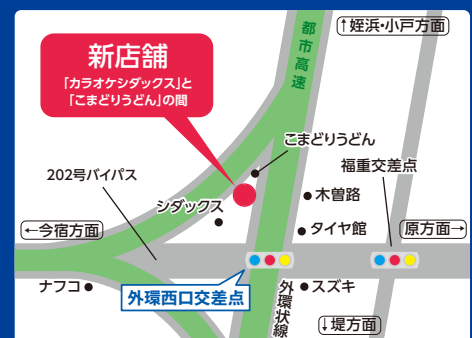 ↑姪浜・小戸方面
都市高速
新店舗
「カラオケシダックス」と
「こまどりうどん」の間
こまどりうどん
福重交差点
202号バイパス
木曽路
シダックス
タイヤ館
←今宿方面
原方面→
ナフコ
外環西口交差点
外環状線
スズキ
↓堤方面